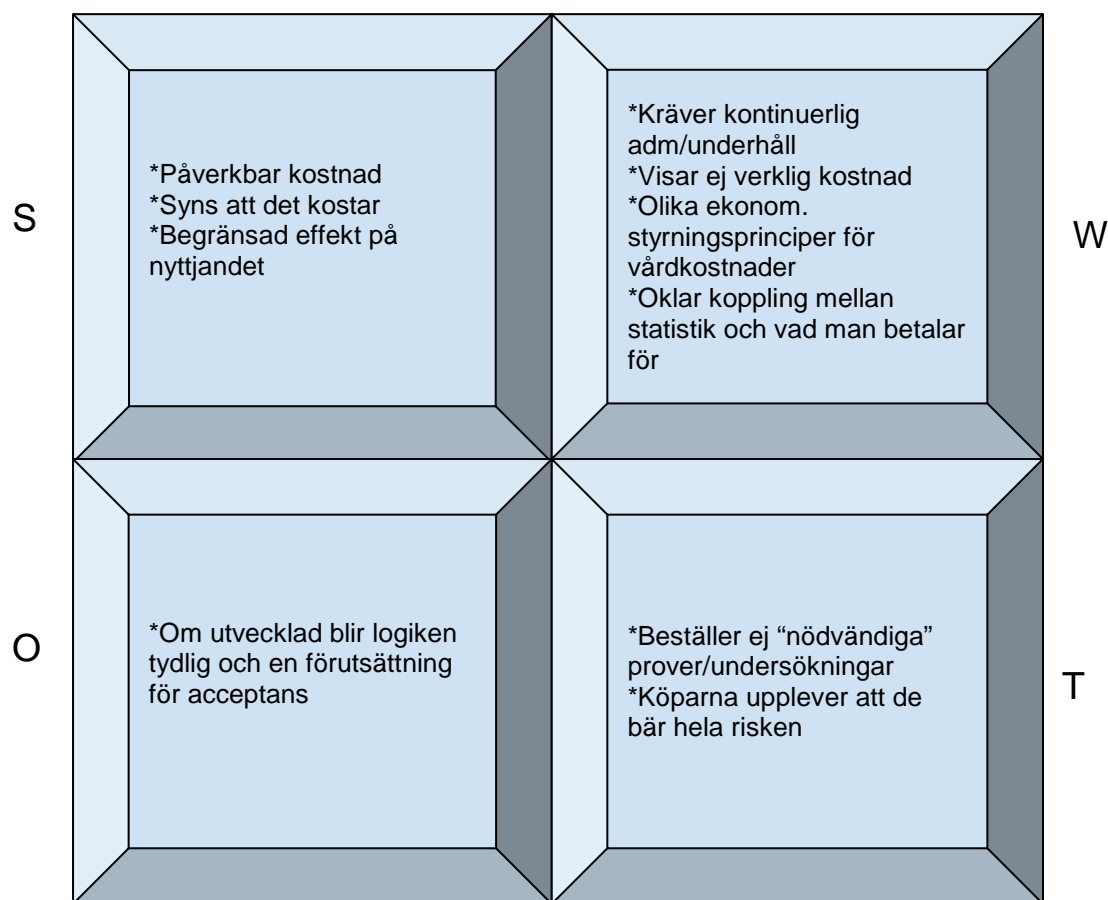 S
*Påverkbar kostnad
*Syns att det kostar
*Begränsad effekt på
nyttjandet
*Kräver kontinuerlig
adm/underhåll
*Visar ej verklig kostnad
*Olika ekonom.
styrningsprinciper för
vårdkostnader
*Oklar koppling mellan
statistik och vad man betalar
för
W
O
*Om utvecklad blir logiken
tydlig och en förutsättning
för acceptans
*Beställer ej “nödvändiga”
prover/undersökningar
*Köparna upplever att de
bär hela risken
T